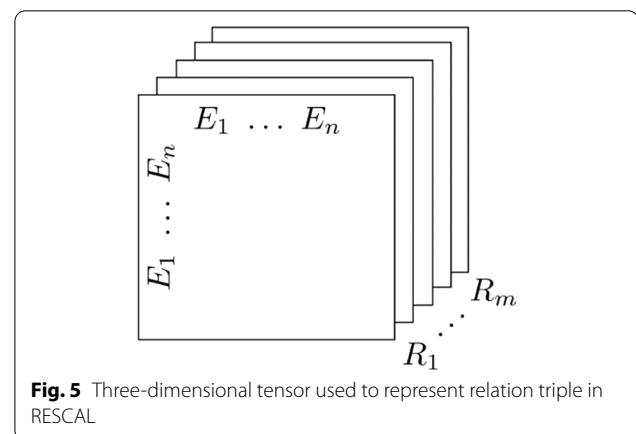 E₁ … Eₙ
E₁ … Eₙ
Rₘ
⋰
R₁
Fig. 5 Three-dimensional tensor used to represent relation triple in
RESCAL